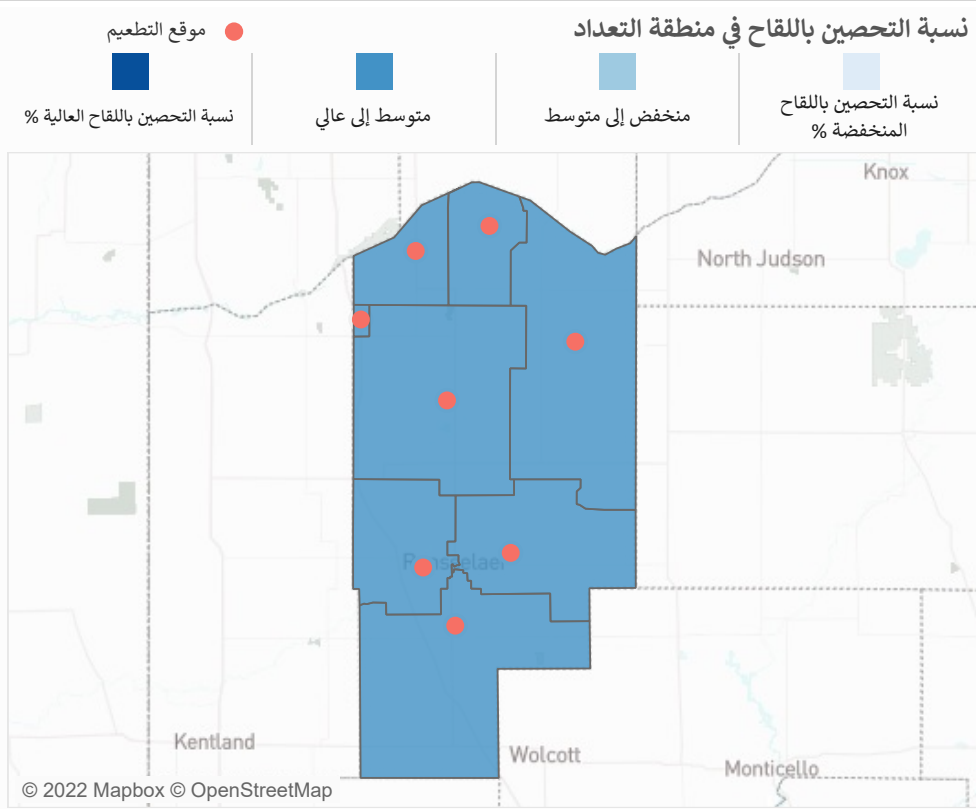 نسبة التحصين باللقاح في منطقة التعداد
موقع التطعيم
نسبة التحصين باللقاح
المنخفضة %
منخفض إلى متوسط
متوسط إلى عالي
نسبة التحصين باللقاح العالية %
Knox
North Judson
Rensselaer
Kentland
Wolcott
Monticello
© 2022 Mapbox © OpenStreetMap